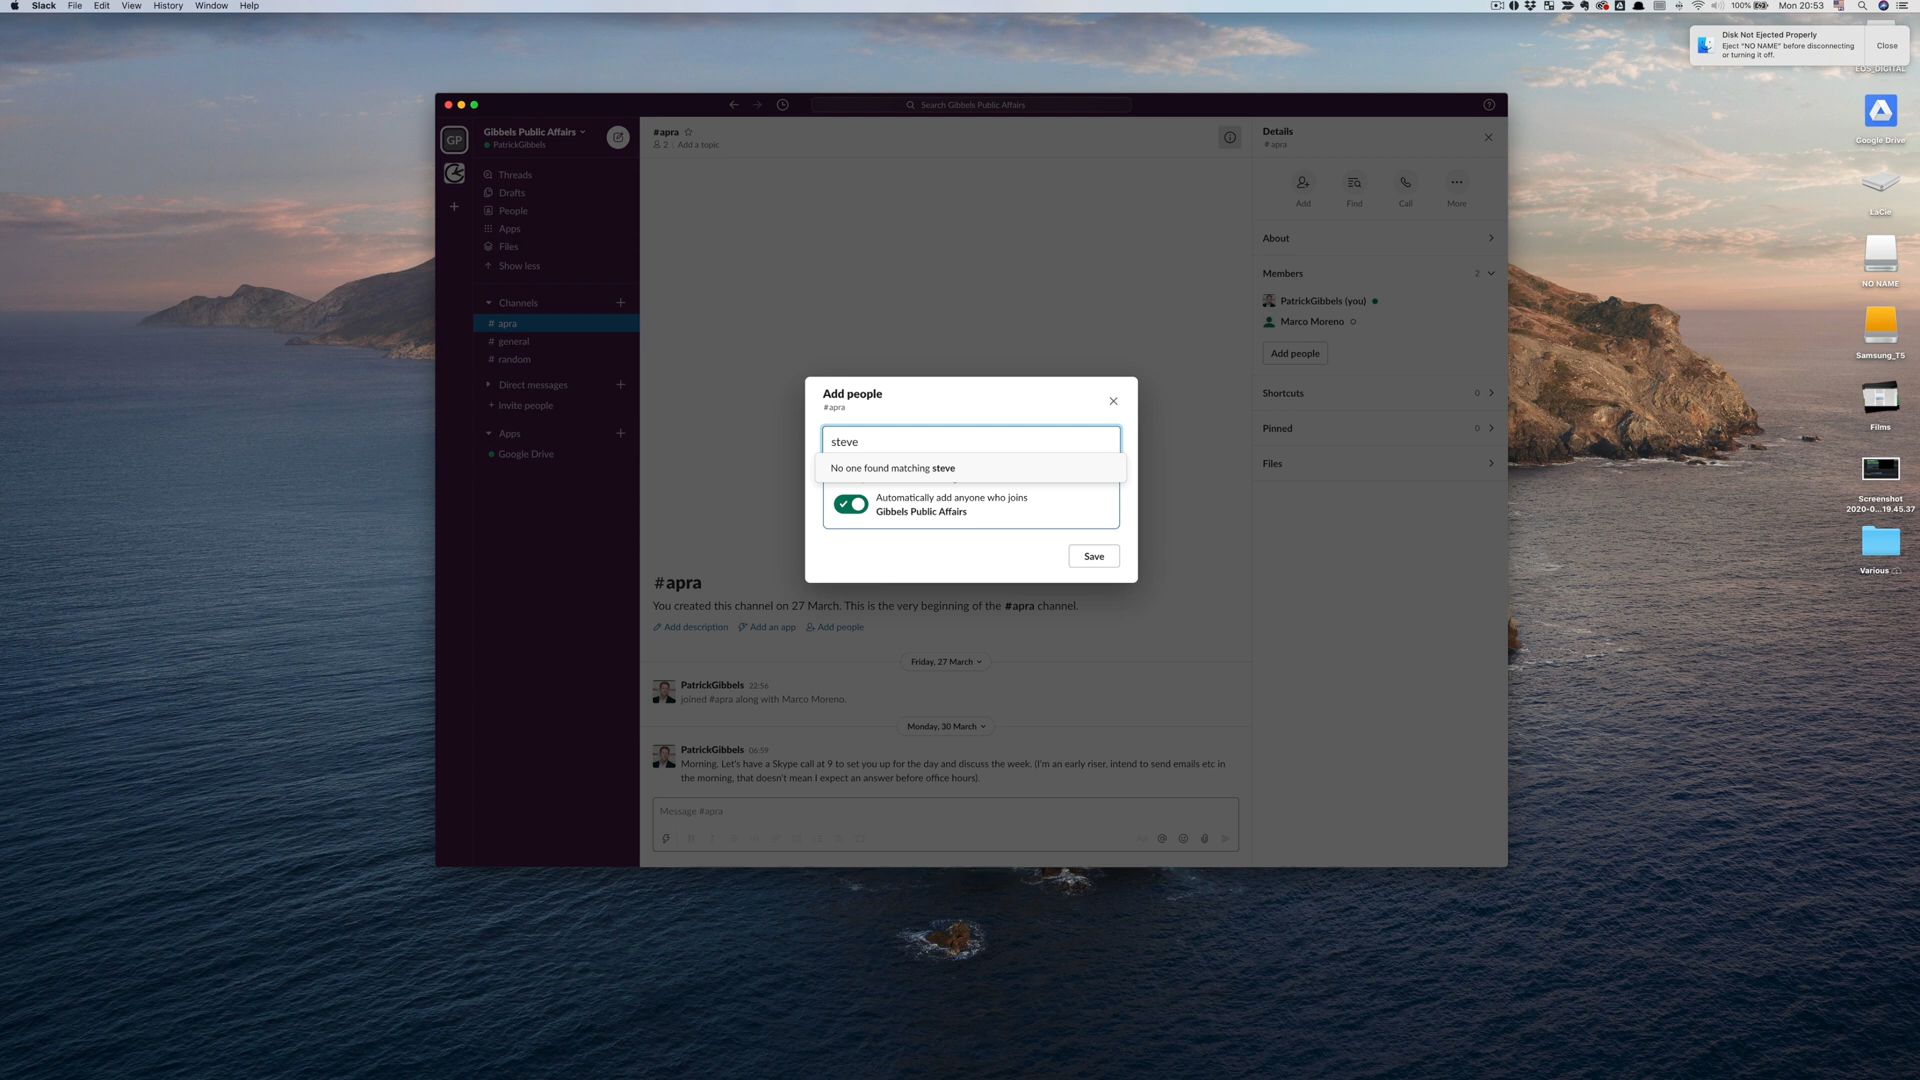 Slack File Edit View History Window Help
100% Mon 20:53
Disk Not Ejected Properly
Eject "NO NAME" before disconnecting
or turning it off.
Close
EOS_DIGITAL
Google Drive
LaCie
NO NAME
Samsung_T5
Films
Screenshot
2020-0...19.45.37
Various
Search Gibbels Public Affairs
GP
Gibbels Public Affairs
PatrickGibbels
Threads
Drafts
People
Apps
Files
Show less
Channels
# apra
# general
# random
Direct messages
+ Invite people
Apps
Google Drive
#apra
2 | Add a topic
Details
# apra
Add Find Call More
About
Members 2
PatrickGibbels (you)
Marco Moreno
Add people
Shortcuts 0
Pinned 0
Files
Add people
#apra
steve
No one found matching steve
Automatically add anyone who joins
Gibbels Public Affairs
Save
#apra
You created this channel on 27 March. This is the very beginning of the #apra channel.
Add description Add an app Add people
Friday, 27 March
PatrickGibbels 22:56
joined #apra along with Marco Moreno.
Monday, 30 March
PatrickGibbels 06:59
Morning. Let's have a Skype call at 9 to set you up for the day and discuss the week. (I'm an early riser, intend to send emails etc in
the morning, that doesn't mean I expect an answer before office hours).
Message #apra